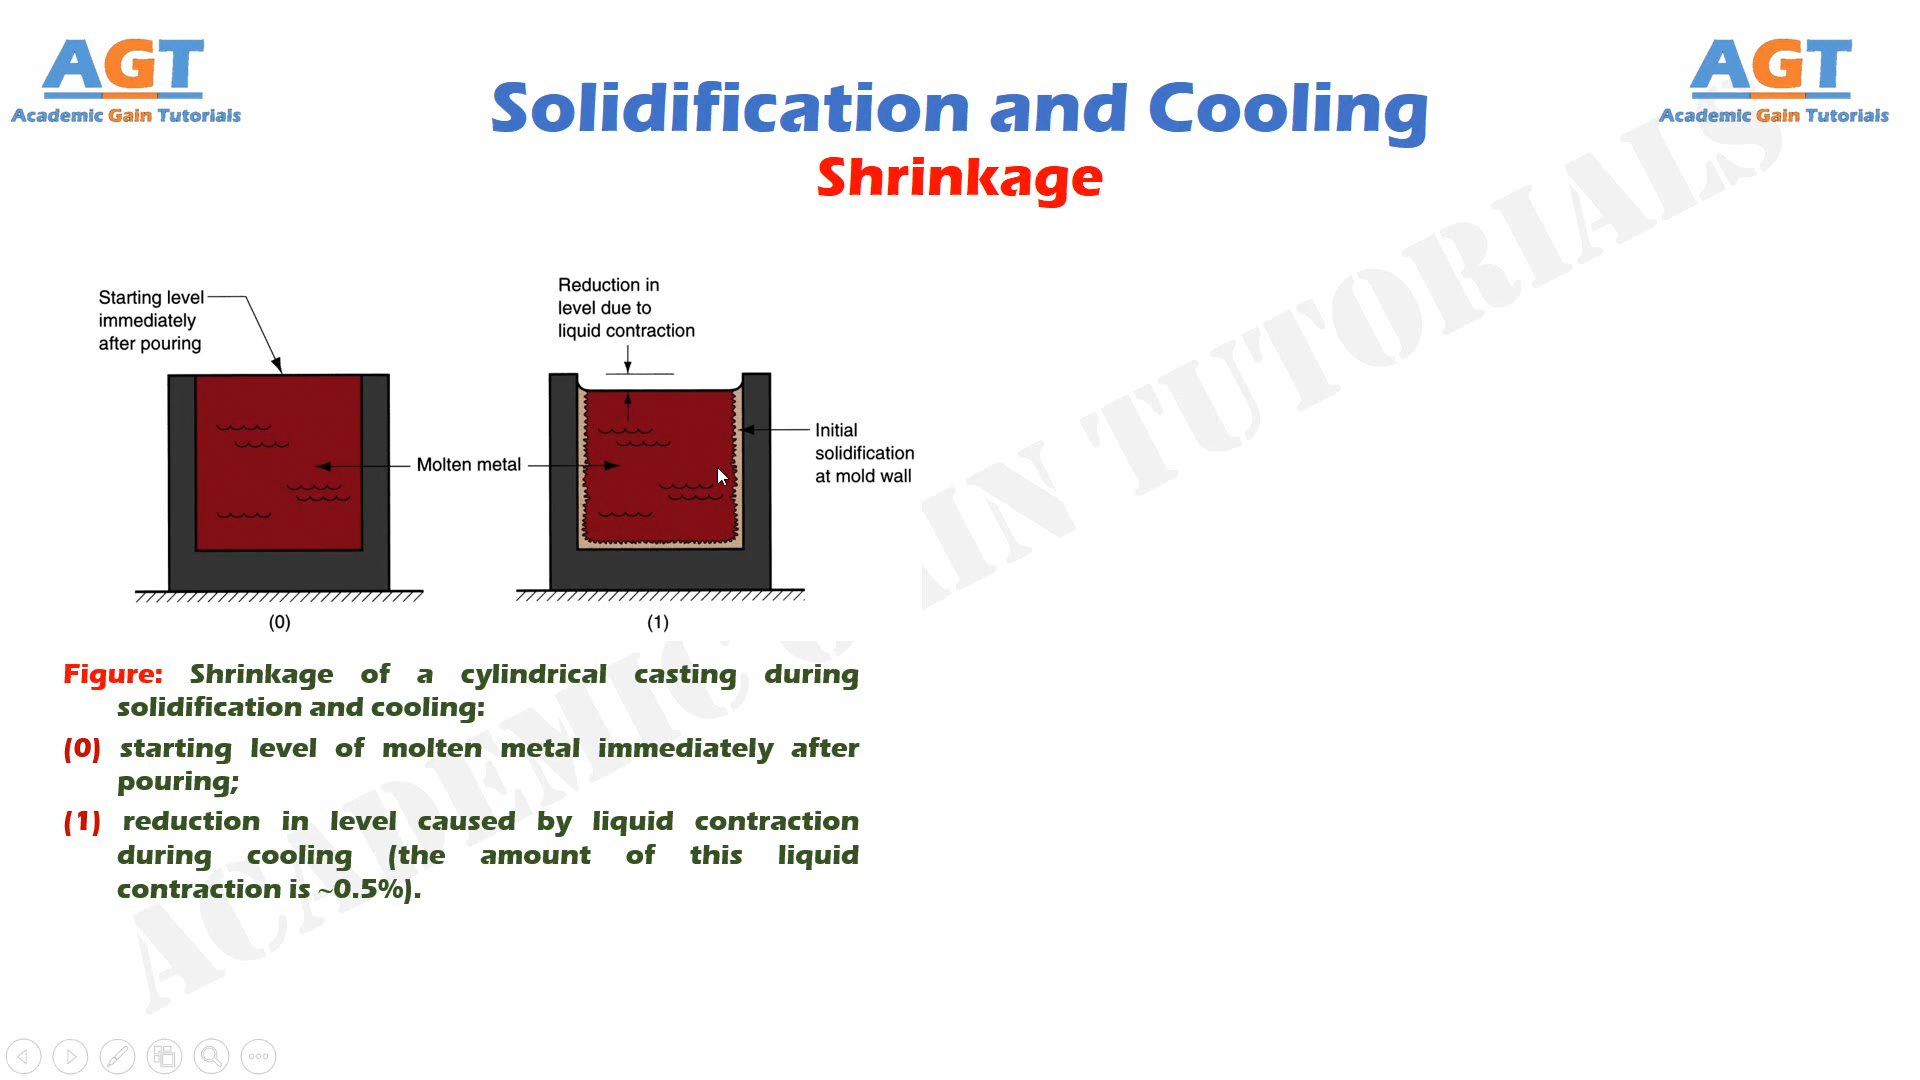 AGT
Academic Gain Tutorials
AGT
Academic Gain Tutorials
Solidification and Cooling
Shrinkage
Starting level
immediately
after pouring
Reduction in
level due to
liquid contraction
Molten metal
Initial
solidification
at mold wall
(0)
(1)
Figure: Shrinkage of a cylindrical casting during
solidification and cooling:
(0) starting level of molten metal immediately after
pouring;
(1) reduction in level caused by liquid contraction
during cooling (the amount of this liquid
contraction is ~0.5%).
ACADEMIC GAIN TUTORIALS